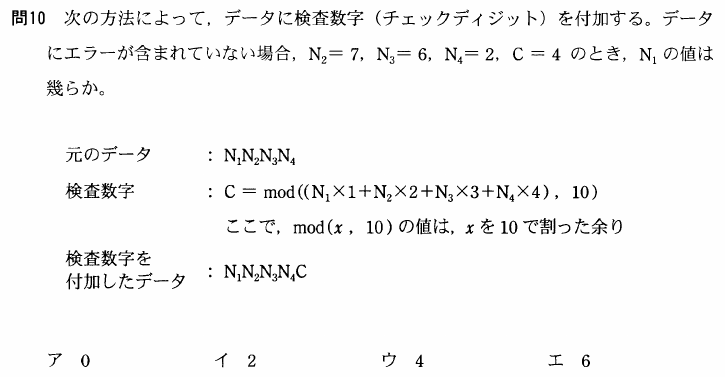 問10 次の方法によって，データに検査数字（チェックディジット）を付加する。データ
にエラーが含まれていない場合，N₂＝ 7，N₃＝ 6，N₄＝ 2，C ＝ 4 のとき，N₁ の値は
幾らか。
元のデータ ： N₁N₂N₃N₄
検査数字 ： C ＝ mod((N₁×1＋N₂×2＋N₃×3＋N₄×4)，10)
ここで，mod(x，10) の値は，x を 10 で割った余り
検査数字を
付加したデータ ： N₁N₂N₃N₄C
ア 0 イ 2 ウ 4 エ 6